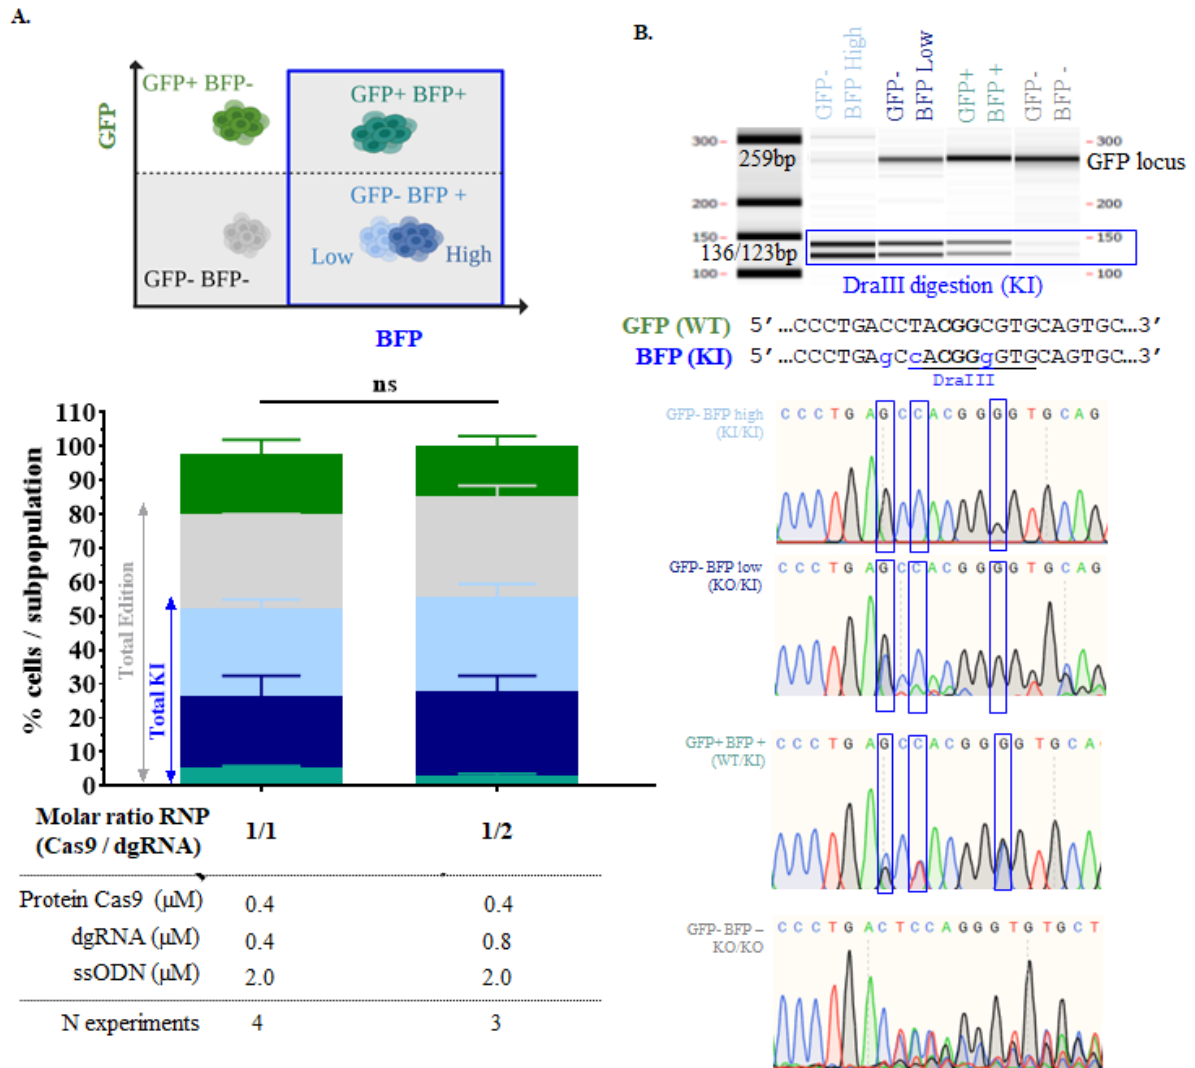 A.
GFP
GFP+ BFP-
GFP+ BFP+
GFP- BFP +
Low
High
GFP- BFP-
BFP
ns
% cells / subpopulation
110
100
90
80
70
60
50
40
30
20
10
0
Total Edition
Total KI
Molar ratio RNP
(Cas9 / dgRNA)
1/1
1/2
Protein Cas9 (µM) 0.4 0.4
dgRNA (µM) 0.4 0.8
ssODN (µM) 2.0 2.0
N experiments 4 3
B.
GFP-
BFP High
GFP-
BFP Low
GFP+
BFP +
GFP-
BFP -
300
259bp
300
GFP locus
200
200
150
150
136/123bp
100
100
DraIII digestion (KI)
GFP (WT) 5’…CCCTGACCTACGGCGTGCAGTGC…3’
BFP (KI) 5’…CCCTGAgCcACGGgGTGCAGTGC…3’
DraIII
GFP- BFP high
(KI/KI)
C C C T G A G C C A C G G G G T G C A G
GFP- BFP low
(KO/KI)
C C C T G A G C C A C G G G G T G C A G
GFP+ BFP +
(WT/KI)
C C C T G A G C C A C G G G G T G C A
GFP- BFP –
KO/KO
C C C T G A C T C C A G G G T G T G C T